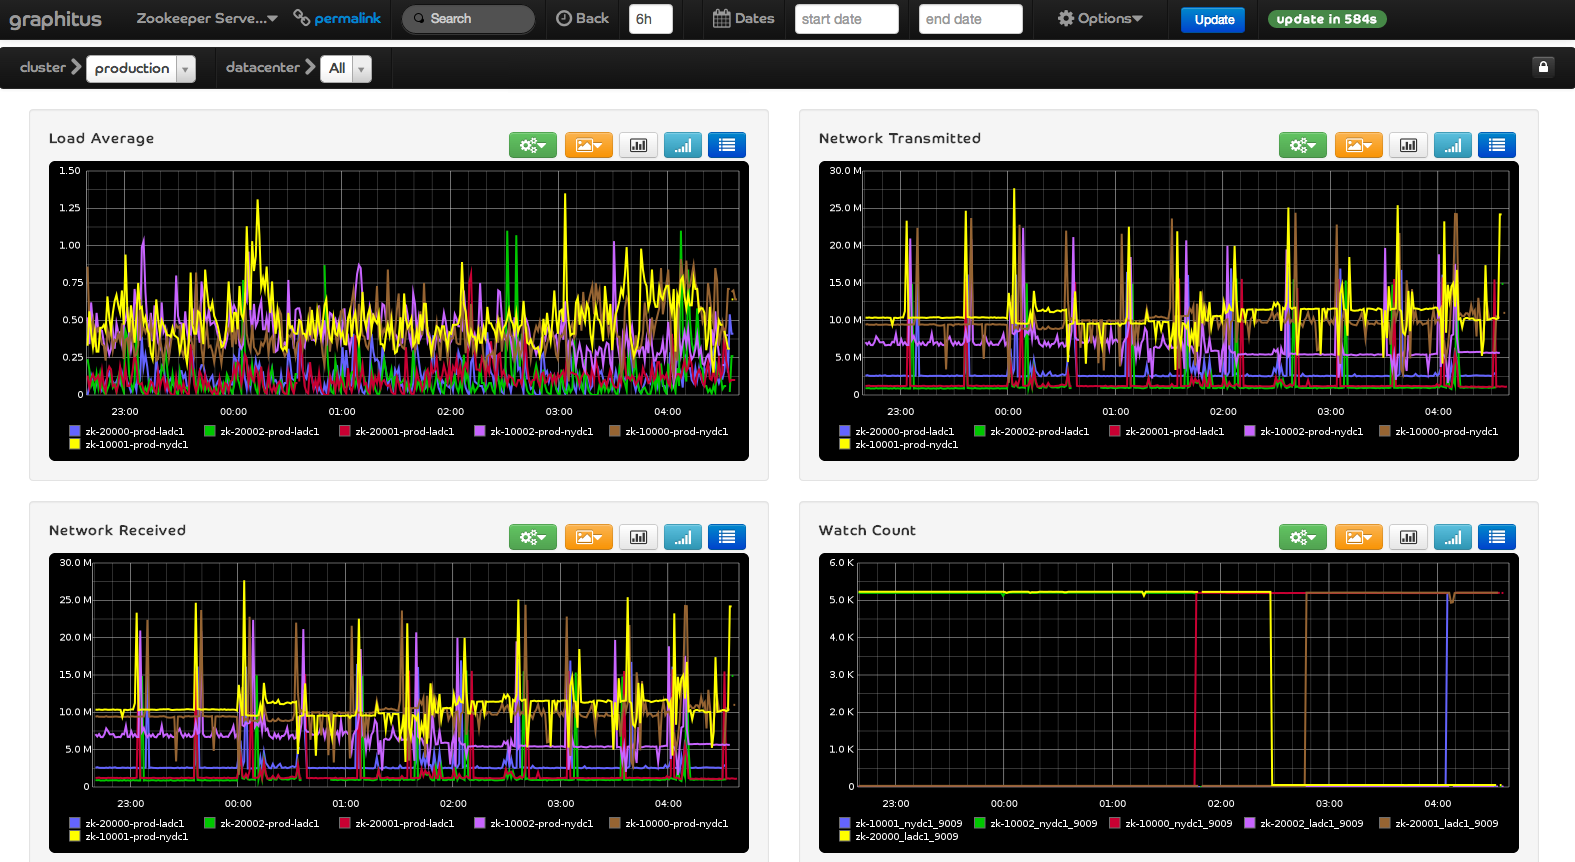 graphitus Zookeeper Serve... permalink Search Back 6h Dates start date end date Options Update update in 584s
cluster production datacenter All
Load Average
1.50
1.25
1.00
0.75
0.50
0.25
0
23:00 00:00 01:00 02:00 03:00 04:00
zk-20000-prod-ladc1 zk-20002-prod-ladc1 zk-20001-prod-ladc1 zk-10002-prod-nydc1 zk-10000-prod-nydc1
zk-10001-prod-nydc1
Network Transmitted
30.0 M
25.0 M
20.0 M
15.0 M
10.0 M
5.0 M
0
23:00 00:00 01:00 02:00 03:00 04:00
zk-20000-prod-ladc1 zk-20002-prod-ladc1 zk-20001-prod-ladc1 zk-10002-prod-nydc1 zk-10000-prod-nydc1
zk-10001-prod-nydc1
Network Received
30.0 M
25.0 M
20.0 M
15.0 M
10.0 M
5.0 M
0
23:00 00:00 01:00 02:00 03:00 04:00
zk-20000-prod-ladc1 zk-20002-prod-ladc1 zk-20001-prod-ladc1 zk-10002-prod-nydc1 zk-10000-prod-nydc1
zk-10001-prod-nydc1
Watch Count
6.0 K
5.0 K
4.0 K
3.0 K
2.0 K
1.0 K
0
23:00 00:00 01:00 02:00 03:00 04:00
zk-10001_nydc1_9009 zk-10002_nydc1_9009 zk-10000_nydc1_9009 zk-20002_ladc1_9009 zk-20001_ladc1_9009
zk-20000_ladc1_9009